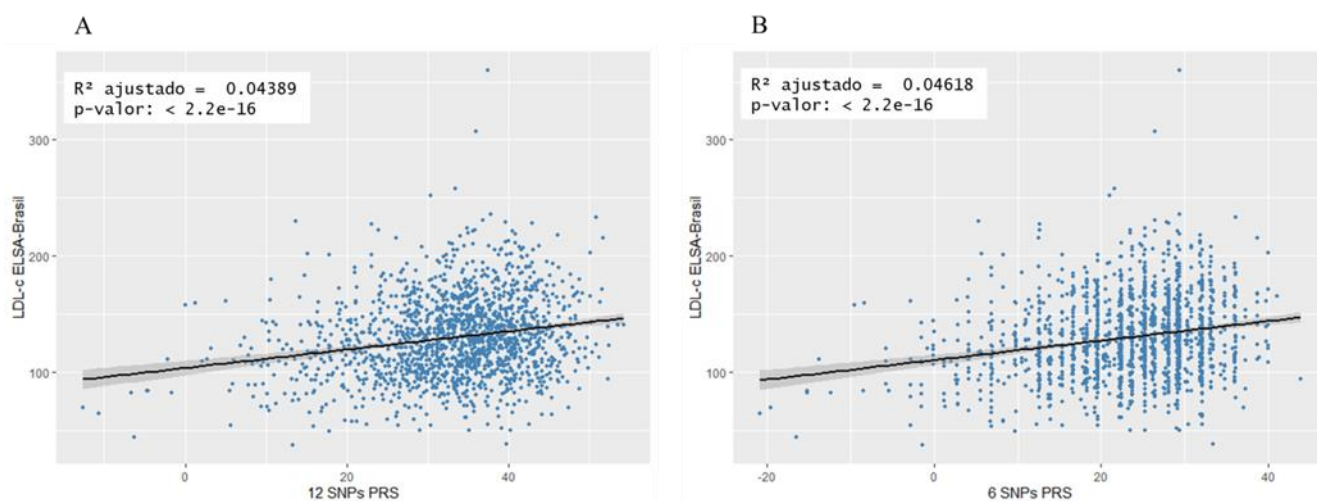 A
R² ajustado = 0.04389
p-valor: < 2.2e-16
300
200
100
LDL-c ELSA-Brasil
0
20
40
12 SNPs PRS
B
R² ajustado = 0.04618
p-valor: < 2.2e-16
300
200
100
LDL-c ELSA-Brasil
-20
0
20
40
6 SNPs PRS